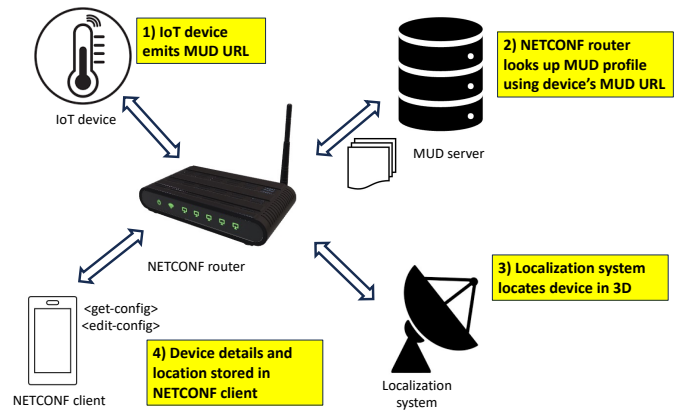 1) IoT device
emits MUD URL
IoT device
2) NETCONF router
looks up MUD profile
using device's MUD URL
MUD server
NETCONF router
3) Localization system
locates device in 3D
<get-config>
<edit-config>
4) Device details and
location stored in
NETCONF client
NETCONF client
Localization
system